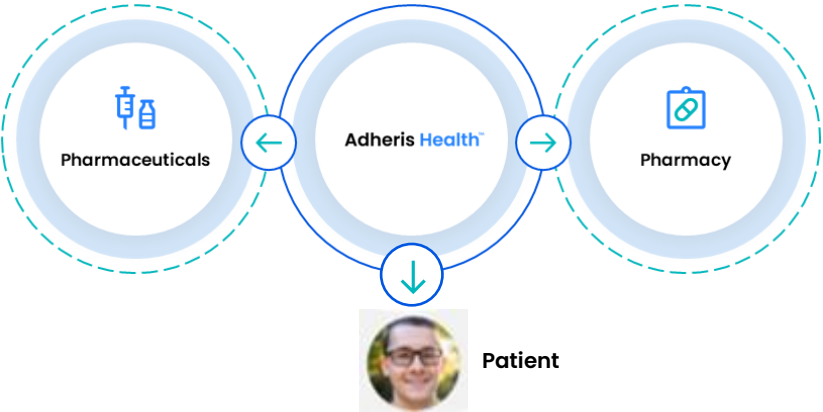 Pharmaceuticals
Adheris Health™
Pharmacy
Patient